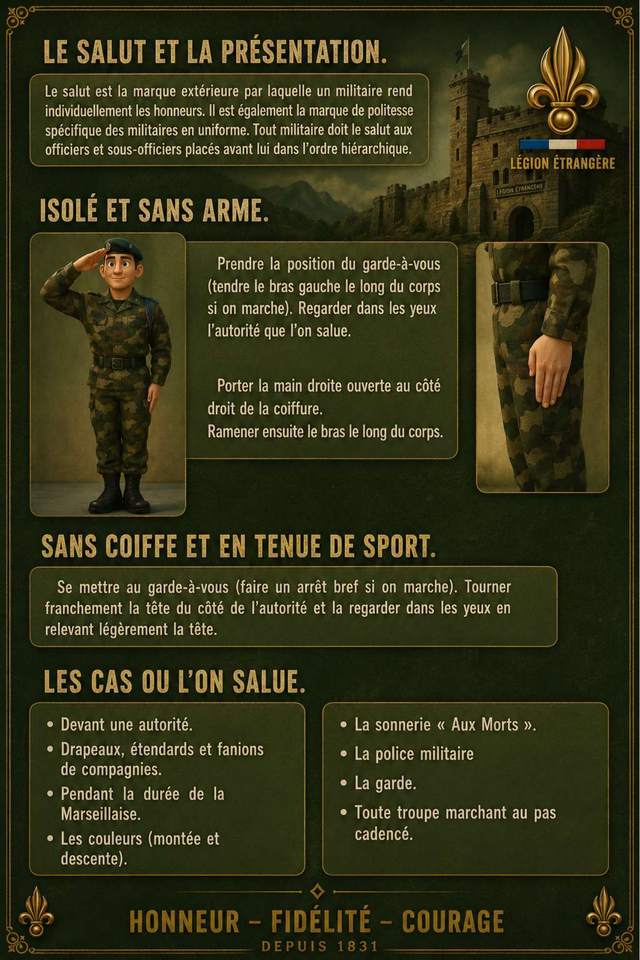 LE SALUT ET LA PRÉSENTATION.
Le salut est la marque extérieure par laquelle un militaire rend
individuellement les honneurs. Il est également la marque de politesse
spécifique des militaires en uniforme. Tout militaire doit le salut aux
officiers et sous-officiers placés avant lui dans l'ordre hiérarchique.
LÉGION ÉTRANGÈRE
LÉGION ÉTRANGÈRE
ISOLÉ ET SANS ARME.
Prendre la position du garde-à-vous
(tendre le bras gauche le long du corps
si on marche). Regarder dans les yeux
l'autorité que l'on salue.
Porter la main droite ouverte au côté
droit de la coiffure.
Ramener ensuite le bras le long du corps.
SANS COIFFE ET EN TENUE DE SPORT.
Se mettre au garde-à-vous (faire un arrêt bref si on marche). Tourner
franchement la tête du côté de l'autorité et la regarder dans les yeux en
relevant légèrement la tête.
LES CAS OU L'ON SALUE.
• Devant une autorité.
• Drapeaux, étendards et fanions
de compagnies.
• Pendant la durée de la
Marseillaise.
• Les couleurs (montée et
descente).
• La sonnerie « Aux Morts ».
• La police militaire
• La garde.
• Toute troupe marchant au pas
cadencé.
HONNEUR – FIDÉLITÉ – COURAGE
DEPUIS 1831